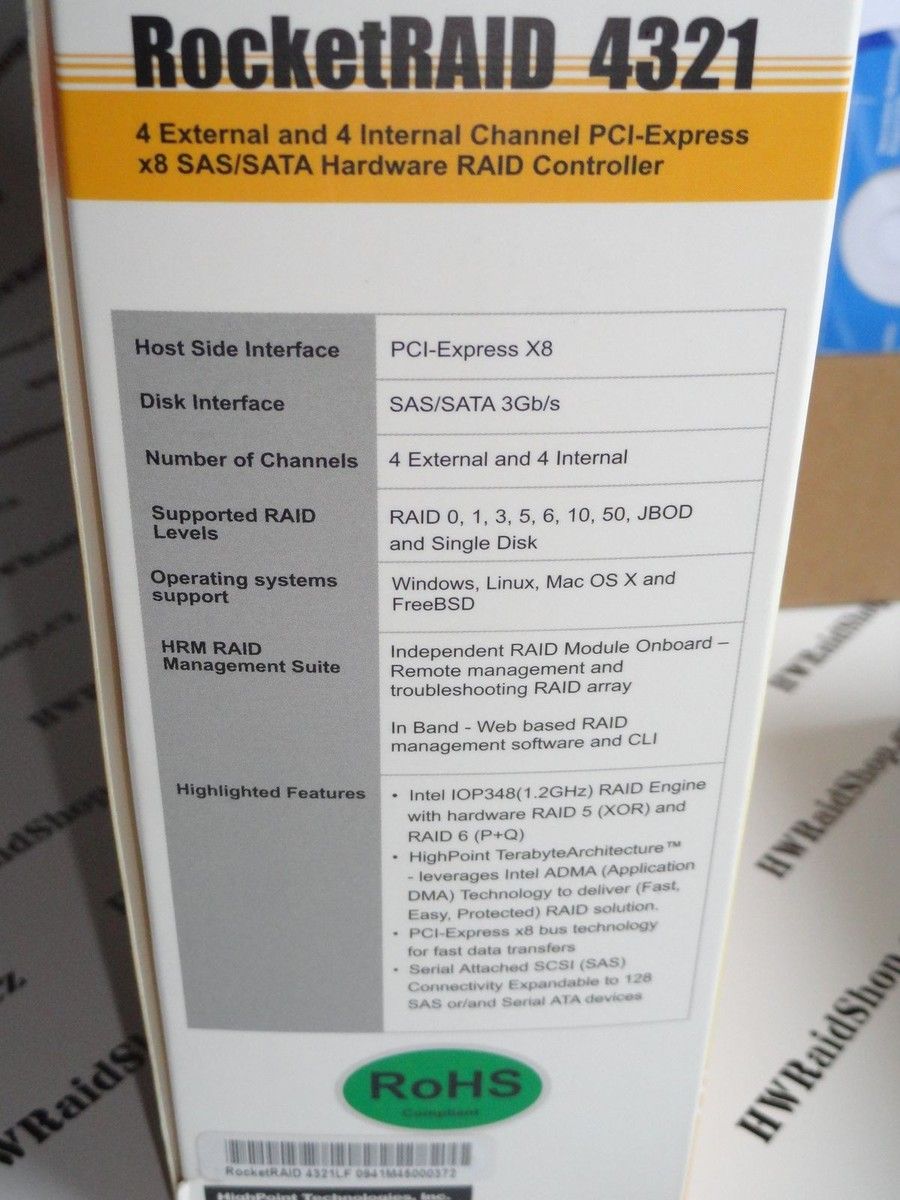 RocketRAID 4321
4 External and 4 Internal Channel PCI-Express
x8 SAS/SATA Hardware RAID Controller
Host Side Interface
PCI-Express X8
Disk Interface
SAS/SATA 3Gb/s
Number of Channels
4 External and 4 Internal
Supported RAID
Levels
RAID 0, 1, 3, 5, 6, 10, 50, JBOD
and Single Disk
Operating systems
support
Windows, Linux, Mac OS X and
FreeBSD
HRM RAID
Management Suite
Independent RAID Module Onboard –
Remote management and
troubleshooting RAID array
In Band - Web based RAID
management software and CLI
Highlighted Features
• Intel IOP348(1.2GHz) RAID Engine
with hardware RAID 5 (XOR) and
RAID 6 (P+Q)
• HighPoint TerabyteArchitecture™
- leverages Intel ADMA (Application
DMA) Technology to deliver (Fast,
Easy, Protected) RAID solution.
• PCI-Express x8 bus technology
for fast data transfers
• Serial Attached SCSI (SAS)
Connectivity Expandable to 128
SAS or/and Serial ATA devices
RoHS
Compliant
RocketRAID 4321LF 0941M45000372
HighPoint Technologies, Inc.
HWRaidShop
HWRaidShop
HWRaidShop